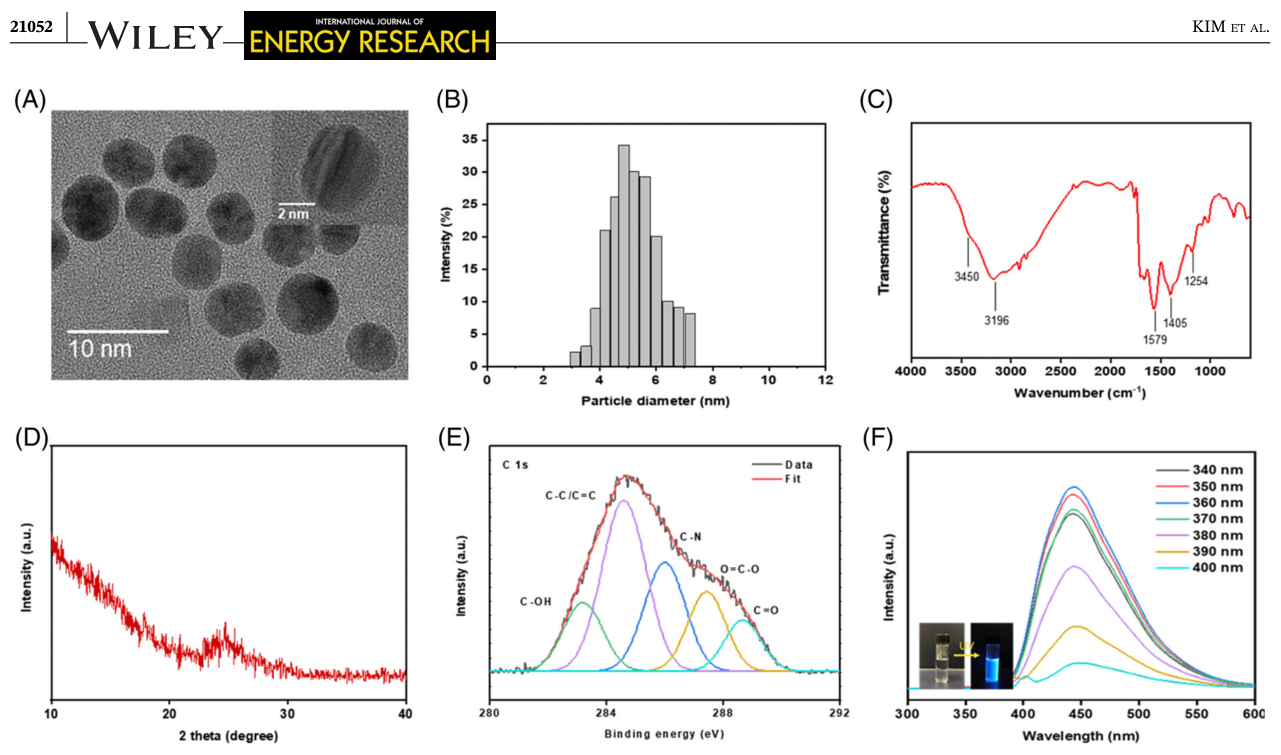 21052
WILEY
INTERNATIONAL JOURNAL OF
ENERGY RESEARCH
KIM ET AL.
(A)
2 nm
10 nm
(B)
Intensity (%)
35
30
25
20
15
10
5
0
0 2 4 6 8 10 12
Particle diameter (nm)
(C)
Transmittance (%)
3450
3196
1579
1405
1254
4000 3500 3000 2500 2000 1500 1000
Wavenumber (cm⁻¹)
(D)
Intensity (a.u.)
10 20 30 40
2 theta (degree)
(E)
C 1s
Data
Fit
C-C/C=C
C-N
O=C-O
C-OH
C=O
Intensity (a.u.)
280 284 288 292
Binding energy (eV)
(F)
340 nm
350 nm
360 nm
370 nm
380 nm
390 nm
400 nm
Intensity (a.u.)
UV
300 350 400 450 500 550 600
Wavelength (nm)